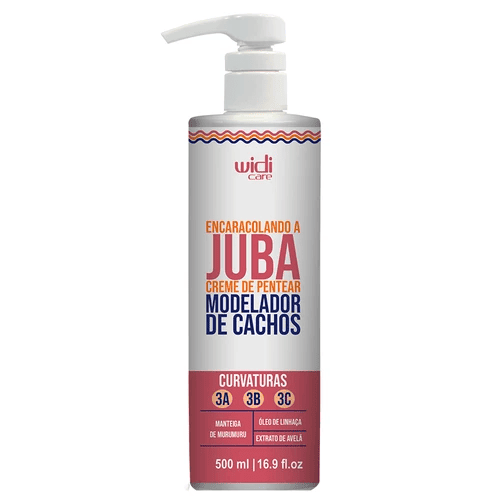 widi
care
ENCARACOLANDO A
JUBA
CREME DE PENTEAR
MODELADOR
DE CACHOS
CURVATURAS
3A 3B 3C
MANTEIGA
DE MURUMURU
ÓLEO DE LINHAÇA
EXTRATO DE AVELÃ
500 ml | 16.9 fl.oz